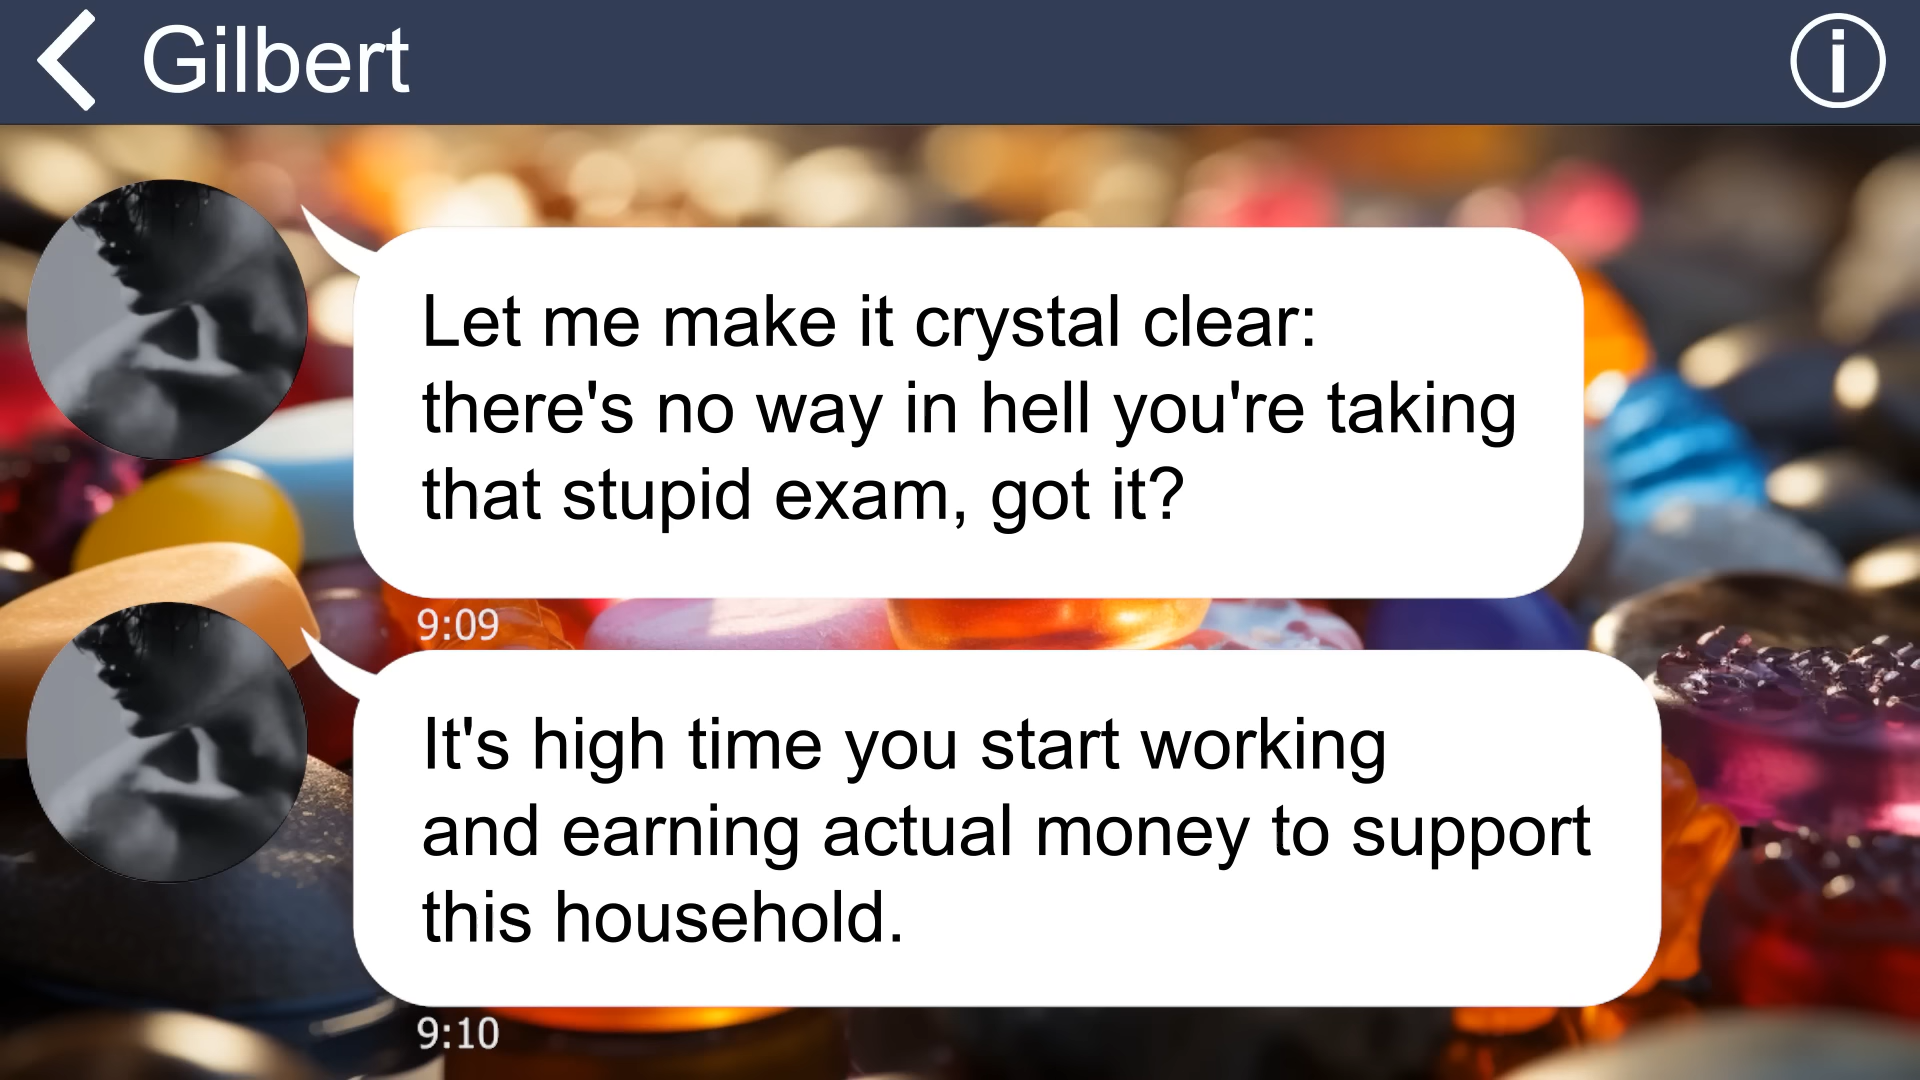 Gilbert
Let me make it crystal clear:
there's no way in hell you're taking
that stupid exam, got it?
9:09
It's high time you start working
and earning actual money to support
this household.
9:10